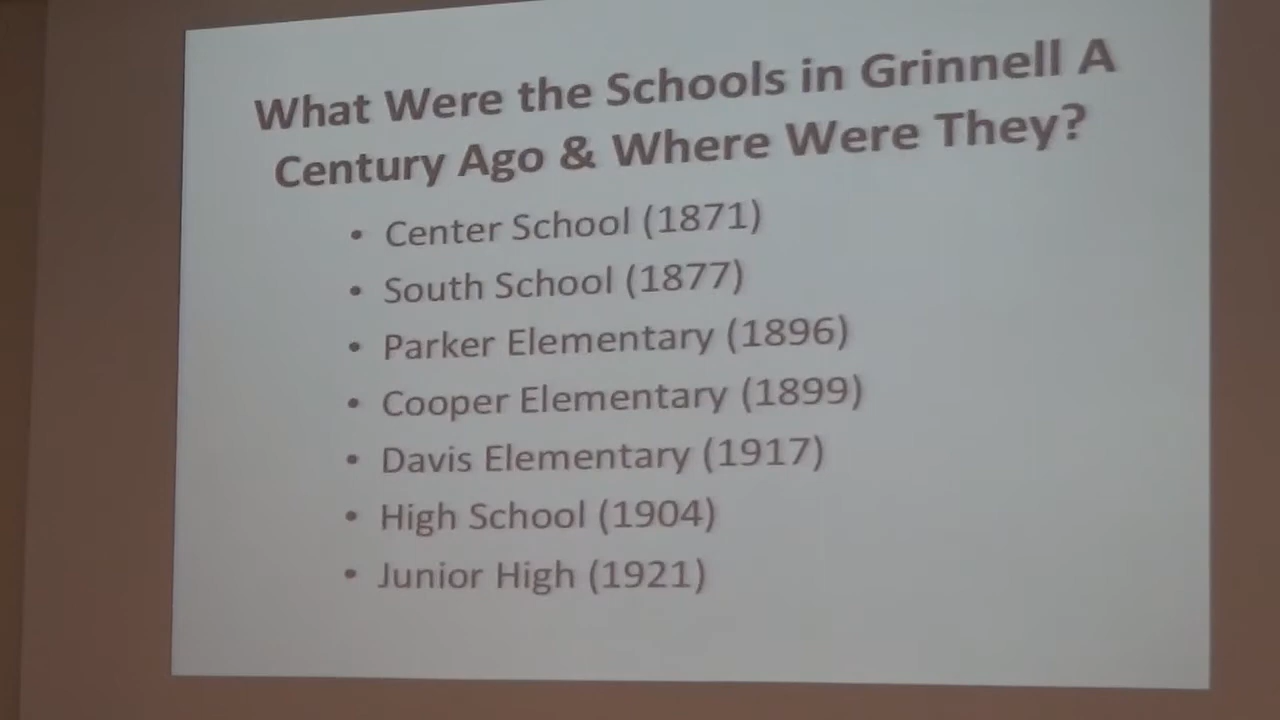 What Were the Schools in Grinnell A
Century Ago & Where Were They?
• Center School (1871)
• South School (1877)
• Parker Elementary (1896)
• Cooper Elementary (1899)
• Davis Elementary (1917)
• High School (1904)
• Junior High (1921)